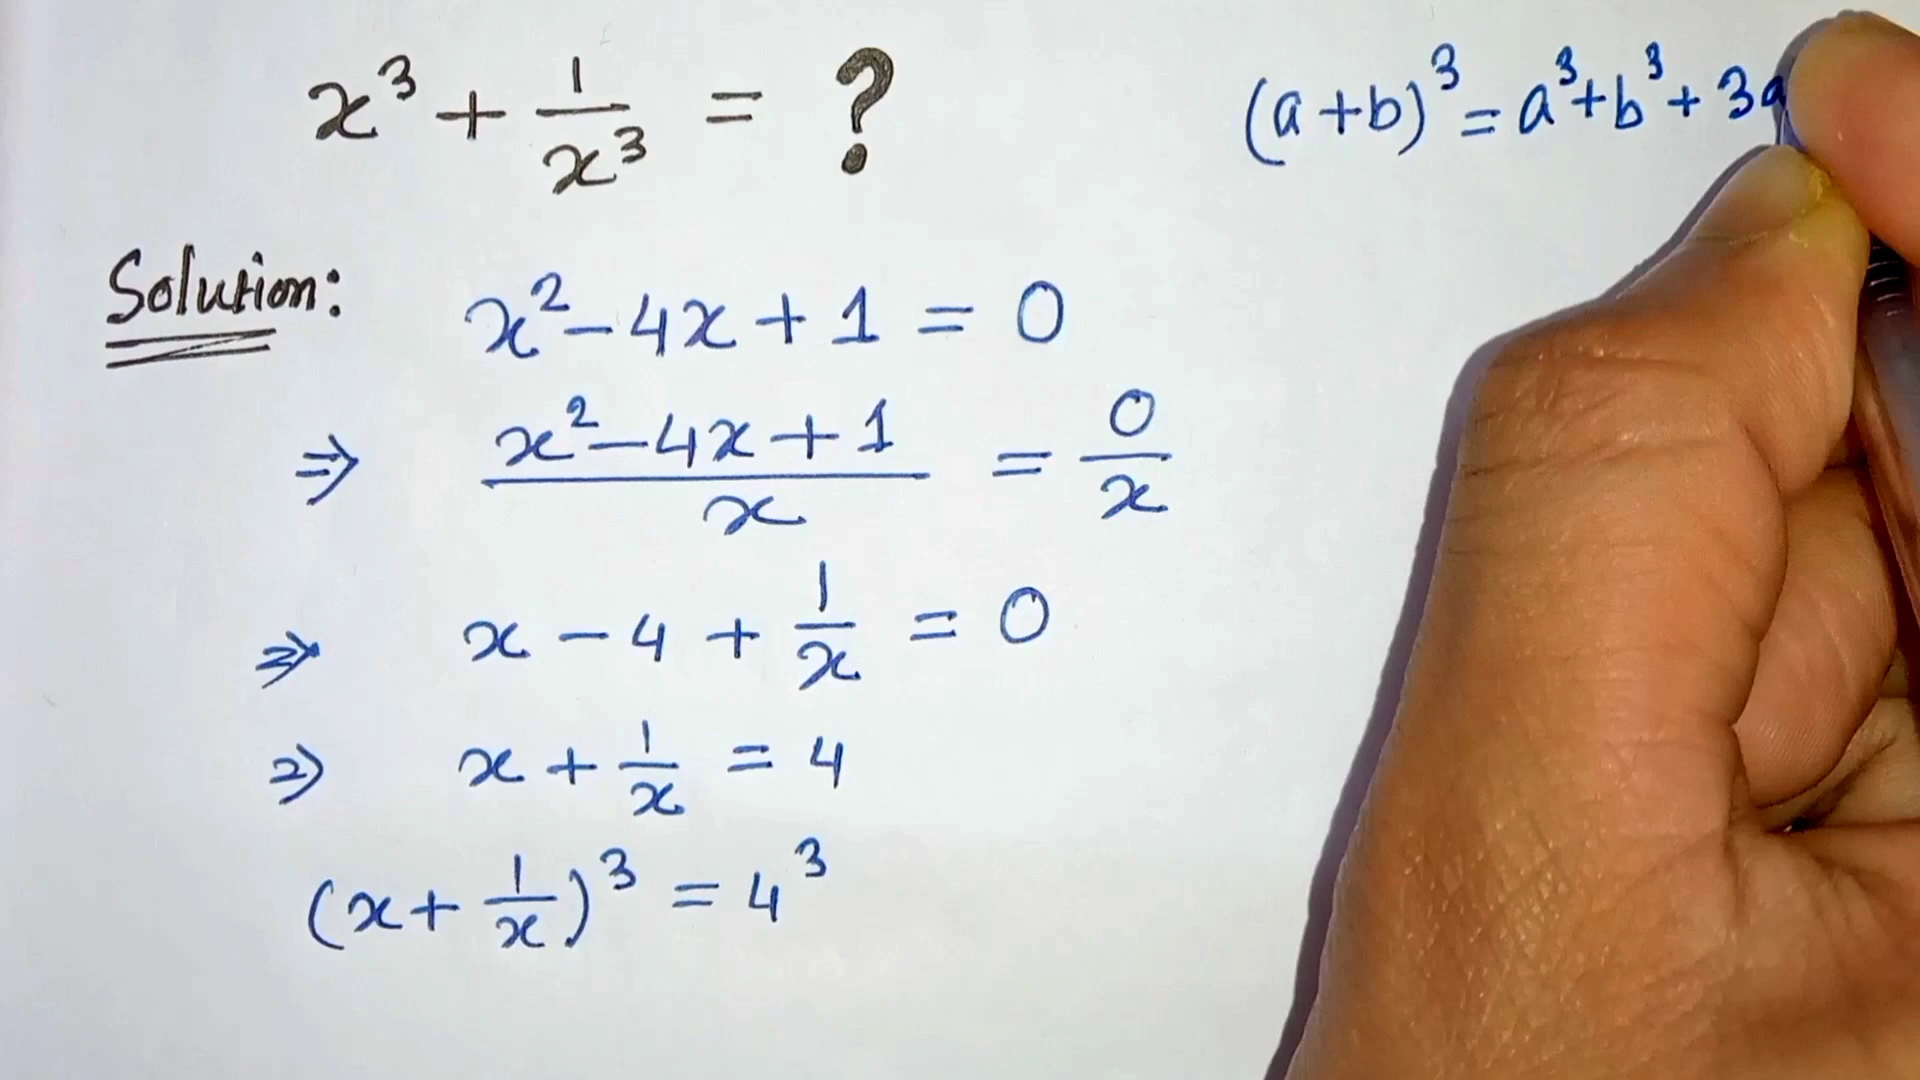 x³ + 1/x³ = ?
(a+b)³ = a³+b³+3a
Solution: x²-4x+1 = 0
⇒ (x²-4x+1)/x = 0/x
⇒ x - 4 + 1/x = 0
⇒ x + 1/x = 4
(x + 1/x)³ = 4³